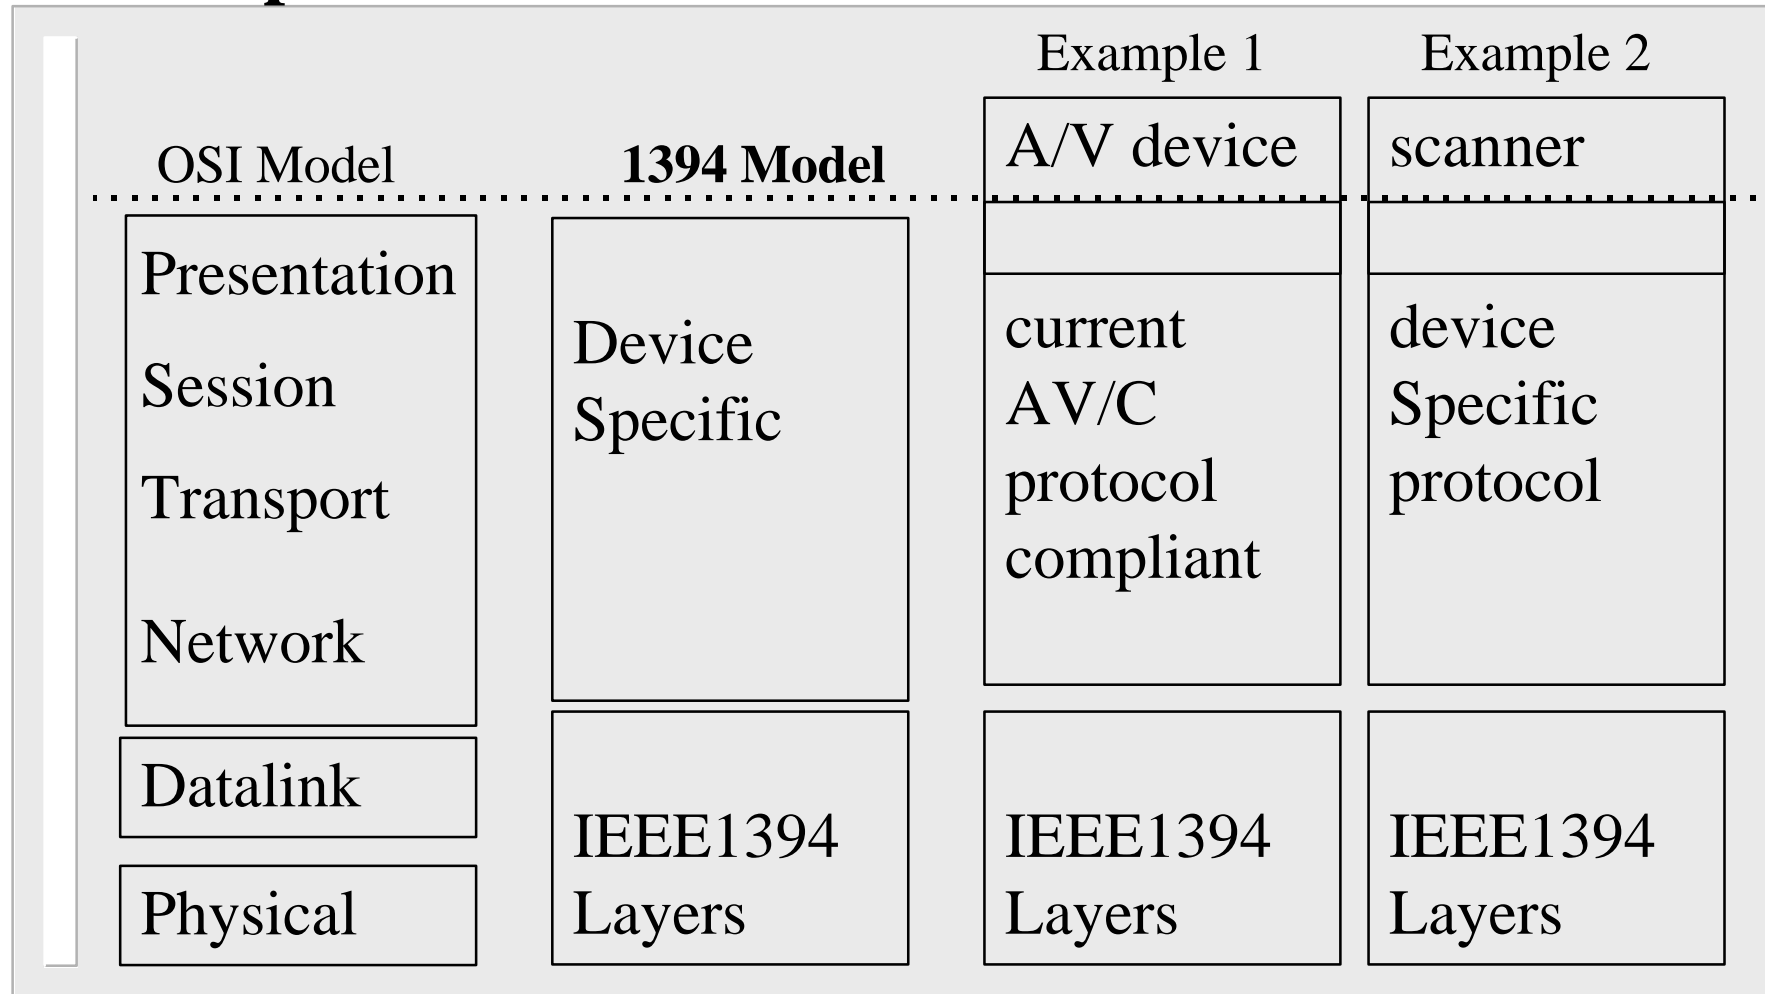 Example 1
Example 2
OSI Model
1394 Model
A/V device
scanner
Presentation
Session
Transport
Network
Datalink
Physical
Device
Specific
IEEE1394
Layers
current
AV/C
protocol
compliant
IEEE1394
Layers
device
Specific
protocol
IEEE1394
Layers